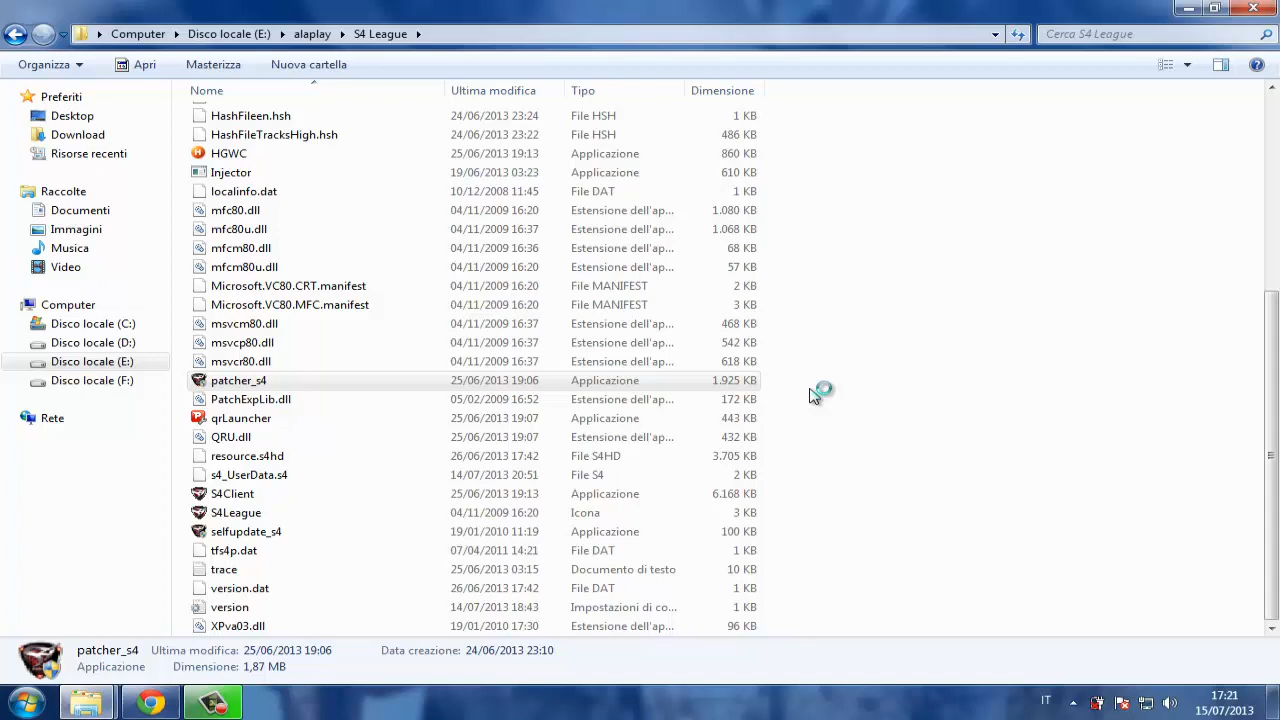 Computer Disco locale (E:) alaplay S4 League Cerca S4 League
Organizza Apri Masterizza Nuova cartella
Nome Ultima modifica Tipo Dimensione
Preferiti
Desktop
Download
Risorse recenti
Raccolte
Documenti
Immagini
Musica
Video
Computer
Disco locale (C:)
Disco locale (D:)
Disco locale (E:)
Disco locale (F:)
Rete
HashFileen.hsh 24/06/2013 23:24 File HSH 1 KB
HashFileTracksHigh.hsh 24/06/2013 23:22 File HSH 486 KB
HGWC 25/06/2013 19:13 Applicazione 860 KB
Injector 19/06/2013 03:23 Applicazione 610 KB
localinfo.dat 10/12/2008 11:45 File DAT 1 KB
mfc80.dll 04/11/2009 16:20 Estensione dell'ap... 1.080 KB
mfc80u.dll 04/11/2009 16:37 Estensione dell'ap... 1.068 KB
mfcm80.dll 04/11/2009 16:36 Estensione dell'ap... 68 KB
mfcm80u.dll 04/11/2009 16:20 Estensione dell'ap... 57 KB
Microsoft.VC80.CRT.manifest 04/11/2009 16:20 File MANIFEST 2 KB
Microsoft.VC80.MFC.manifest 04/11/2009 16:20 File MANIFEST 3 KB
msvcm80.dll 04/11/2009 16:37 Estensione dell'ap... 468 KB
msvcp80.dll 04/11/2009 16:37 Estensione dell'ap... 542 KB
msvcr80.dll 04/11/2009 16:37 Estensione dell'ap... 618 KB
patcher_s4 25/06/2013 19:06 Applicazione 1.925 KB
PatchExpLib.dll 05/02/2009 16:52 Estensione dell'ap... 172 KB
qrLauncher 25/06/2013 19:07 Applicazione 443 KB
QRU.dll 25/06/2013 19:07 Estensione dell'ap... 432 KB
resource.s4hd 26/06/2013 17:42 File S4HD 3.705 KB
s4_UserData.s4 14/07/2013 20:51 File S4 2 KB
S4Client 25/06/2013 19:13 Applicazione 6.168 KB
S4League 04/11/2009 16:20 Icona 3 KB
selfupdate_s4 19/01/2010 11:19 Applicazione 100 KB
tfs4p.dat 07/04/2011 14:21 File DAT 1 KB
trace 25/06/2013 03:15 Documento di testo 10 KB
version.dat 26/06/2013 17:42 File DAT 1 KB
version 14/07/2013 18:43 Impostazioni di co... 1 KB
XPva03.dll 19/01/2010 17:30 Estensione dell'ap... 96 KB
patcher_s4 Ultima modifica: 25/06/2013 19:06 Data creazione: 24/06/2013 23:10
Applicazione Dimensione: 1,87 MB
IT 17:21
15/07/2013